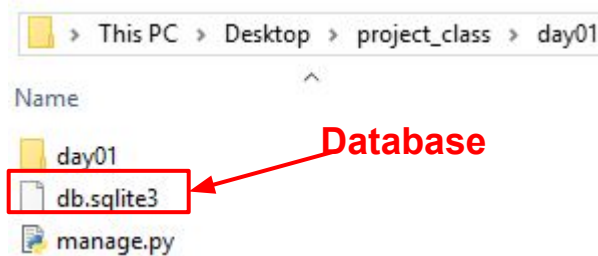 This PC > Desktop > project_class > day01
Name
day01
Database
db.sqlite3
manage.py